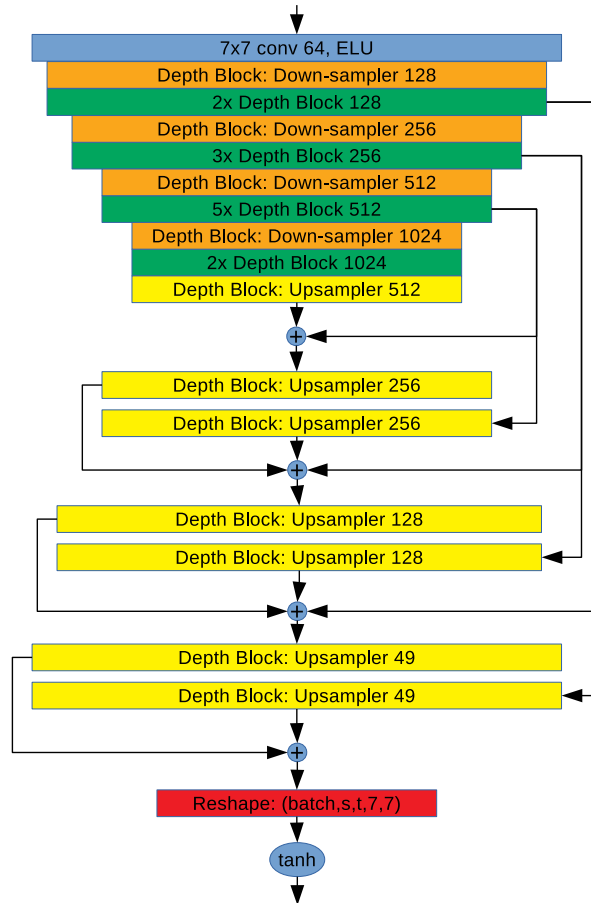 7x7 conv 64, ELU
Depth Block: Down-sampler 128
2x Depth Block 128
Depth Block: Down-sampler 256
3x Depth Block 256
Depth Block: Down-sampler 512
5x Depth Block 512
Depth Block: Down-sampler 1024
2x Depth Block 1024
Depth Block: Upsampler 512
+
Depth Block: Upsampler 256
Depth Block: Upsampler 256
+
Depth Block: Upsampler 128
Depth Block: Upsampler 128
+
Depth Block: Upsampler 49
Depth Block: Upsampler 49
+
Reshape: (batch,s,t,7,7)
tanh